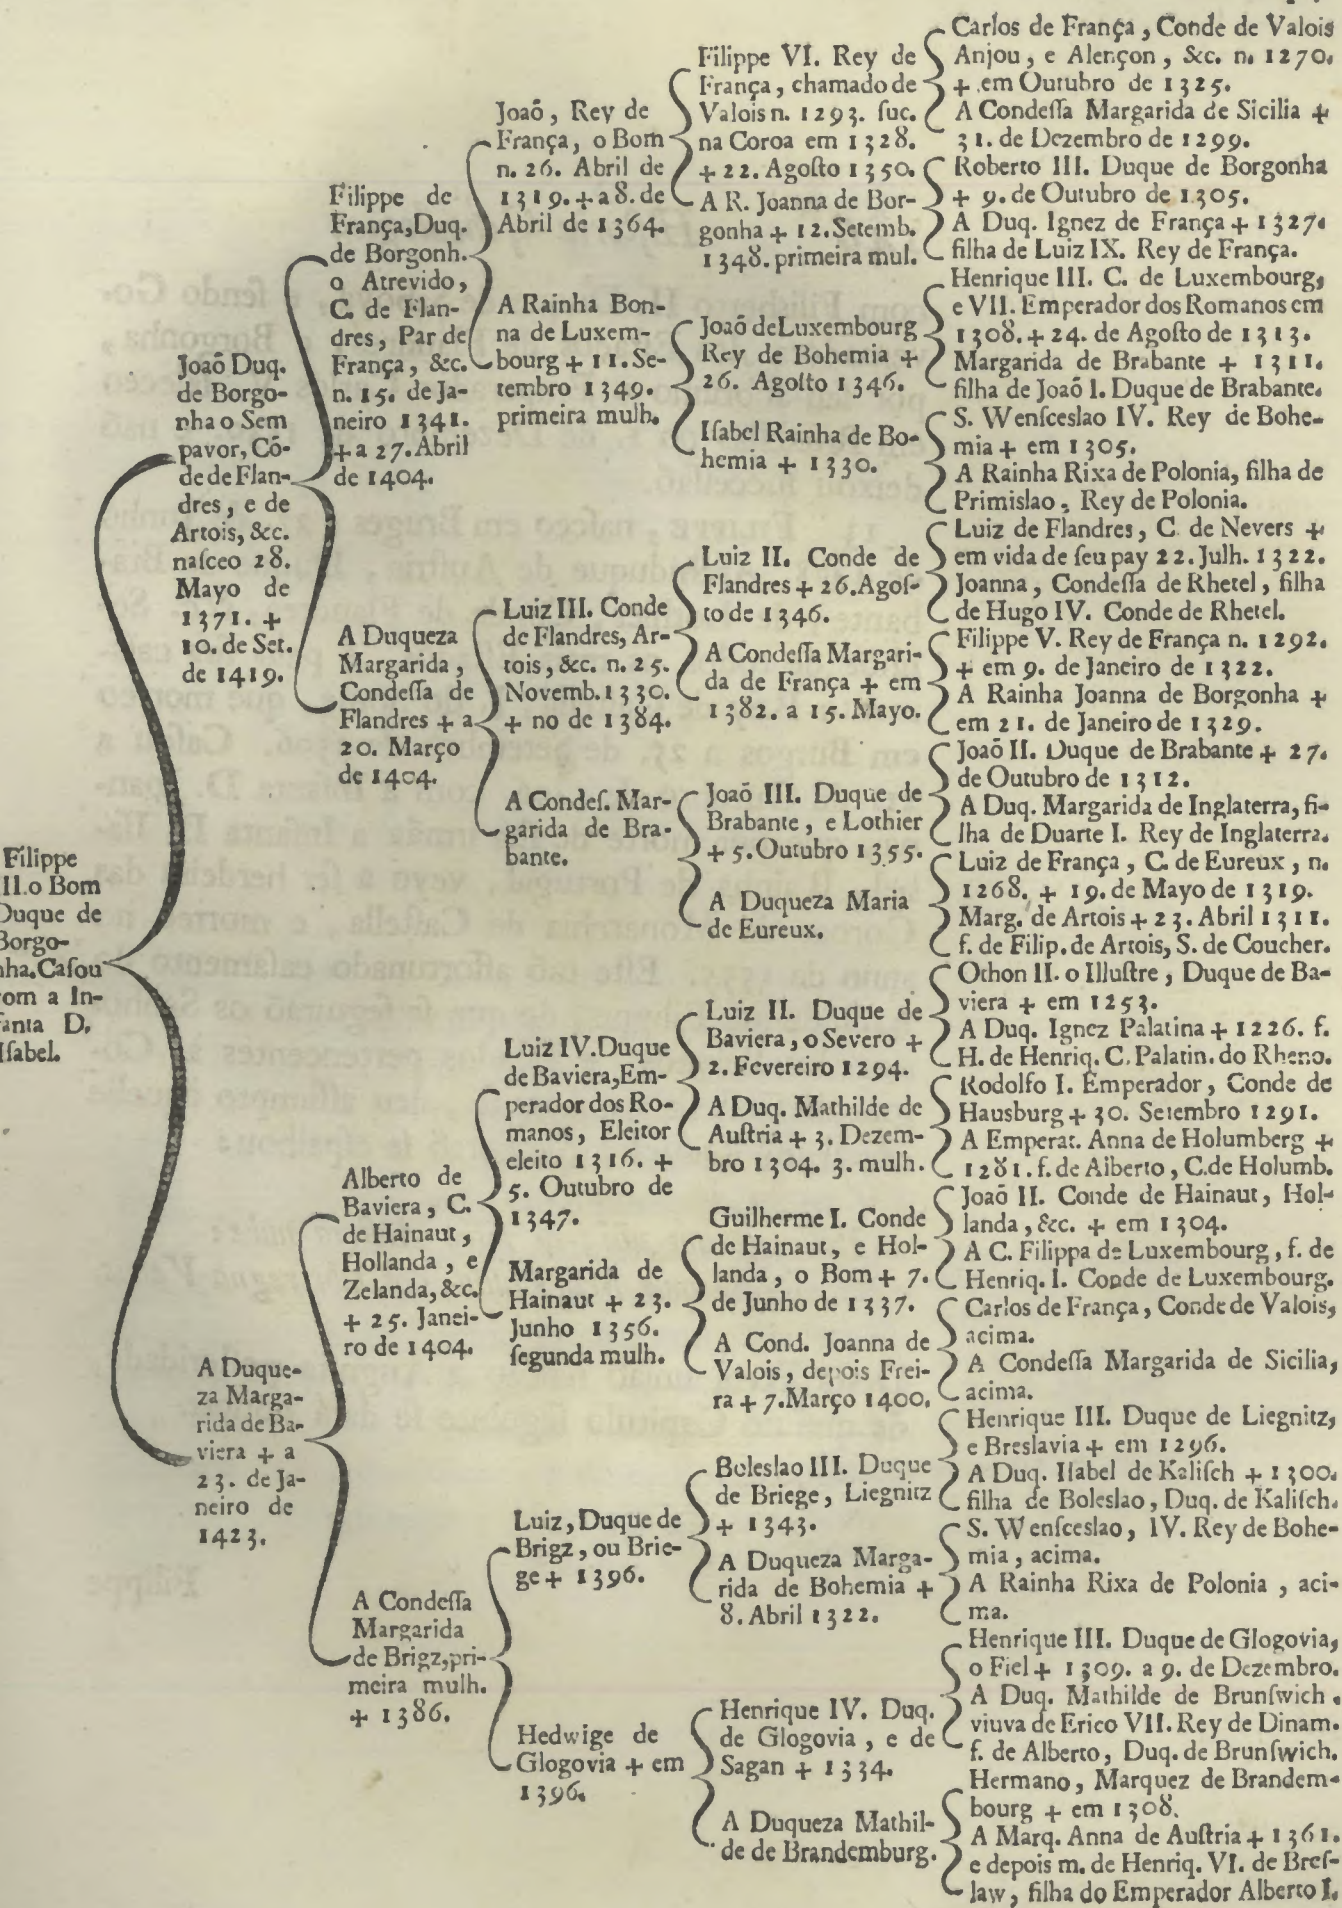 Filippe
III. o Bom
Duque de
Borgo-
nha. Caſou
com a In-
fanta D.
Iſabel.
Joaõ Duq.
de Borgo-
nha o Sem
pavor, Cõ-
de de Flan-
dres, e de
Artois, &c.
naſceo 28.
Mayo de
1371. +
10. de Set.
de 1419.
A Duque-
za Marga-
rida de Ba-
viera + a
23. de Ja-
neiro de
1423.
Filippe de
França, Duq.
de Borgonh.
o Atrevido,
C. de Flan-
dres, Par de
França, &c.
n. 15. de Ja-
neiro 1341.
+ a 27. Abril
de 1404.
A Duqueza
Margarida,
Condeſſa de
Flandres + a
20. Março
de 1404.
Alberto de
Baviera, C.
de Hainaut,
Hollanda, e
Zelanda, &c.
+ 25. Janei-
ro de 1404.
A Condeſſa
Margarida
de Brigz, pri-
meira mulh.
+ 1386.
Joaõ, Rey de
França, o Bom
n. 26. Abril de
1319. + a 8. de
Abril de 1364.
A Rainha Bon-
na de Luxem-
bourg + 11. Se-
tembro 1349.
primeira mulh.
Luiz III. Conde
de Flandres, Ar-
tois, &c. n. 25.
Novemb. 1330.
+ no de 1384.
A Condeſ. Mar-
garida de Bra-
bante.
Luiz IV. Duque
de Baviera, Em-
perador dos Ro-
manos, Eleitor
eleito 1316. +
5. Outubro de
1347.
Margarida de
Hainaut + 23.
Junho 1356.
ſegunda mulh.
Luiz, Duque de
Brigz, ou Brie-
ge + 1396.
Hedwige de
Glogovia + em
1396.
Filippe VI. Rey de
França, chamado de
Valois n. 1293. ſuc.
na Coroa em 1328.
+ 22. Agoſto 1350.
A R. Joanna de Bor-
gonha + 12. Setemb.
1348. primeira mul.
Joaõ de Luxembourg
Rey de Bohemia +
26. Agoſto 1346.
Iſabel Rainha de Bo-
hemia + 1330.
Luiz II. Conde de
Flandres + 26. Agoſ-
to de 1346.
A Condeſſa Margari-
da de França + em
1382. a 15. Mayo.
Joaõ III. Duque de
Brabante, e Lothier
+ 5. Outubro 1355.
A Duqueza Maria
de Eureux.
Luiz II. Duque de
Baviera, o Severo +
2. Fevereiro 1294.
A Duq. Mathilde de
Auſtria + 3. Dezem-
bro 1304. 3. mulh.
Guilherme I. Conde
de Hainaut, e Hol-
landa, o Bom + 7.
de Junho de 1337.
A Cond. Joanna de
Valois, depois Frei-
ra + 7. Março 1400.
Boleslao III. Duque
de Briege, Liegnitz
+ 1343.
A Duqueza Marga-
rida de Bohemia +
8. Abril 1322.
Henrique IV. Duq.
de Glogovia, e de
Sagan + 1334.
A Duqueza Mathil-
de de Brandemburg.
Carlos de França, Conde de Valois
Anjou, e Alençon, &c. n. 1270.
+ em Outubro de 1325.
A Condeſſa Margarida de Sicilia +
31. de Dezembro de 1299.
Roberto III. Duque de Borgonha
+ 9. de Outubro de 1305.
A Duq. Ignez de França + 1327.
filha de Luiz IX. Rey de França.
Henrique III. C. de Luxembourg,
e VII. Emperador dos Romanos em
1308. + 24. de Agoſto de 1313.
Margarida de Brabante + 1311.
filha de Joaõ I. Duque de Brabante.
S. Wenſceslao IV. Rey de Bohe-
mia + em 1305.
A Rainha Rixa de Polonia, filha de
Primislao, Rey de Polonia.
Luiz de Flandres, C. de Nevers +
em vida de ſeu pay 22. Julh. 1322.
Joanna, Condeſſa de Rhetel, filha
de Hugo IV. Conde de Rhetel.
Filippe V. Rey de França n. 1292.
+ em 9. de Janeiro de 1322.
A Rainha Joanna de Borgonha +
em 21. de Janeiro de 1329.
Joaõ II. Duque de Brabante + 27.
de Outubro de 1312.
A Duq. Margarida de Inglaterra, fi-
lha de Duarte I. Rey de Inglaterra.
Luiz de França, C. de Eureux, n.
1268. + 19. de Mayo de 1319.
Marg. de Artois + 23. Abril 1311.
f. de Filip. de Artois, S. de Coucher.
Othon II. o Illuſtre, Duque de Ba-
viera + em 1253.
A Duq. Ignez Palatina + 1226. f.
H. de Henriq. C. Palatin. do Rheno.
Rodolfo I. Emperador, Conde de
Hausburg + 30. Setembro 1291.
A Emperat. Anna de Holumberg +
1281. f. de Alberto, C. de Holumb.
Joaõ II. Conde de Hainaut, Hol-
landa, &c. + em 1304.
A C. Filippa de Luxembourg, f. de
Henriq. I. Conde de Luxembourg.
Carlos de França, Conde de Valois,
acima.
A Condeſſa Margarida de Sicilia,
acima.
Henrique III. Duque de Liegnitz,
e Breslavia + em 1296.
A Duq. Iſabel de Kaliſch + 1300.
filha de Boleslao, Duq. de Kaliſch.
S. Wenſceslao, IV. Rey de Bohe-
mia, acima.
A Rainha Rixa de Polonia, aci-
ma.
Henrique III. Duque de Glogovia,
o Fiel + 1309. a 9. de Dezembro.
A Duq. Mathilde de Brunſwich.
viuva de Erico VII. Rey de Dinam.
f. de Alberto, Duq. de Brunſwich.
Hermano, Marquez de Brandem-
bourg + em 1308.
A Marq. Anna de Auſtria + 1361.
e depois m. de Henriq. VI. de Breſ-
law, filha do Emperador Alberto I.